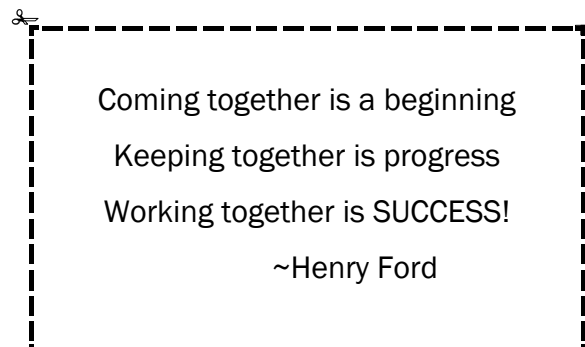 Coming together is a beginning
Keeping together is progress
Working together is SUCCESS!
~Henry Ford